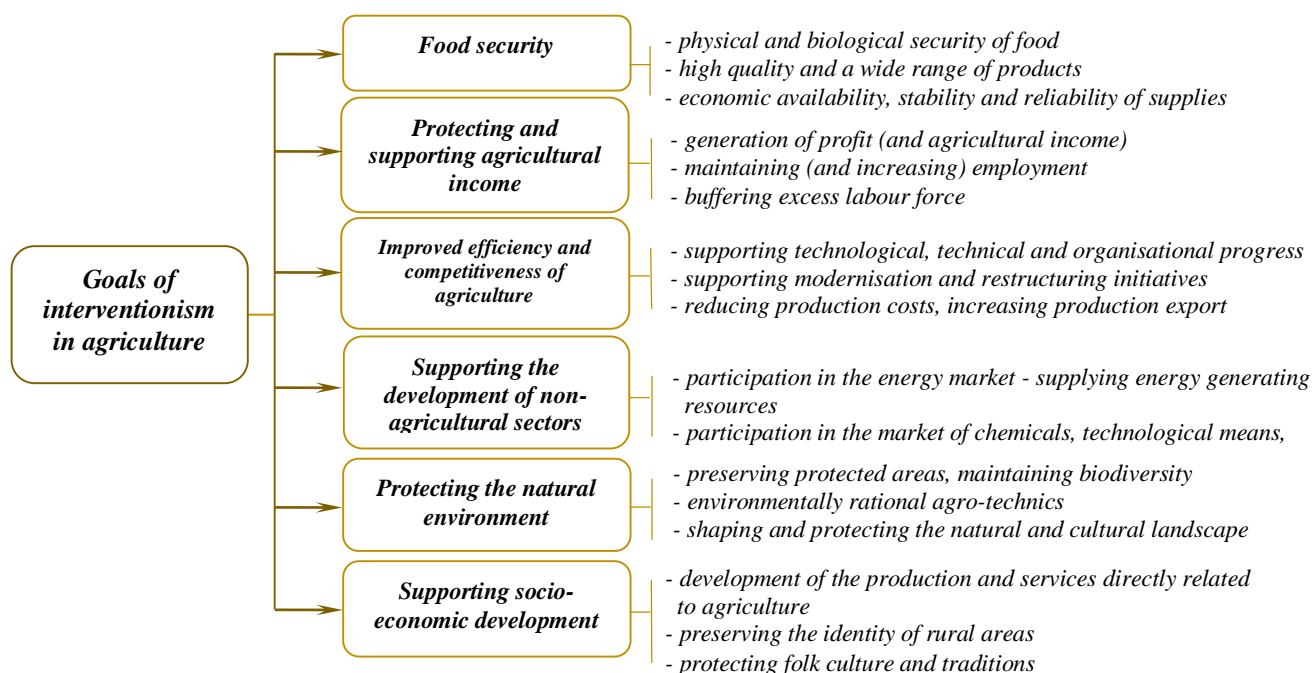 Goals of
interventionism
in agriculture
Food security
- physical and biological security of food
- high quality and a wide range of products
- economic availability, stability and reliability of supplies
Protecting and
supporting agricultural
income
- generation of profit (and agricultural income)
- maintaining (and increasing) employment
- buffering excess labour force
Improved efficiency and
competitiveness of
agriculture
- supporting technological, technical and organisational progress
- supporting modernisation and restructuring initiatives
- reducing production costs, increasing production export
Supporting the
development of non-
agricultural sectors
- participation in the energy market - supplying energy generating
resources
- participation in the market of chemicals, technological means,
Protecting the natural
environment
- preserving protected areas, maintaining biodiversity
- environmentally rational agro-technics
- shaping and protecting the natural and cultural landscape
Supporting socio-
economic development
- development of the production and services directly related
to agriculture
- preserving the identity of rural areas
- protecting folk culture and traditions